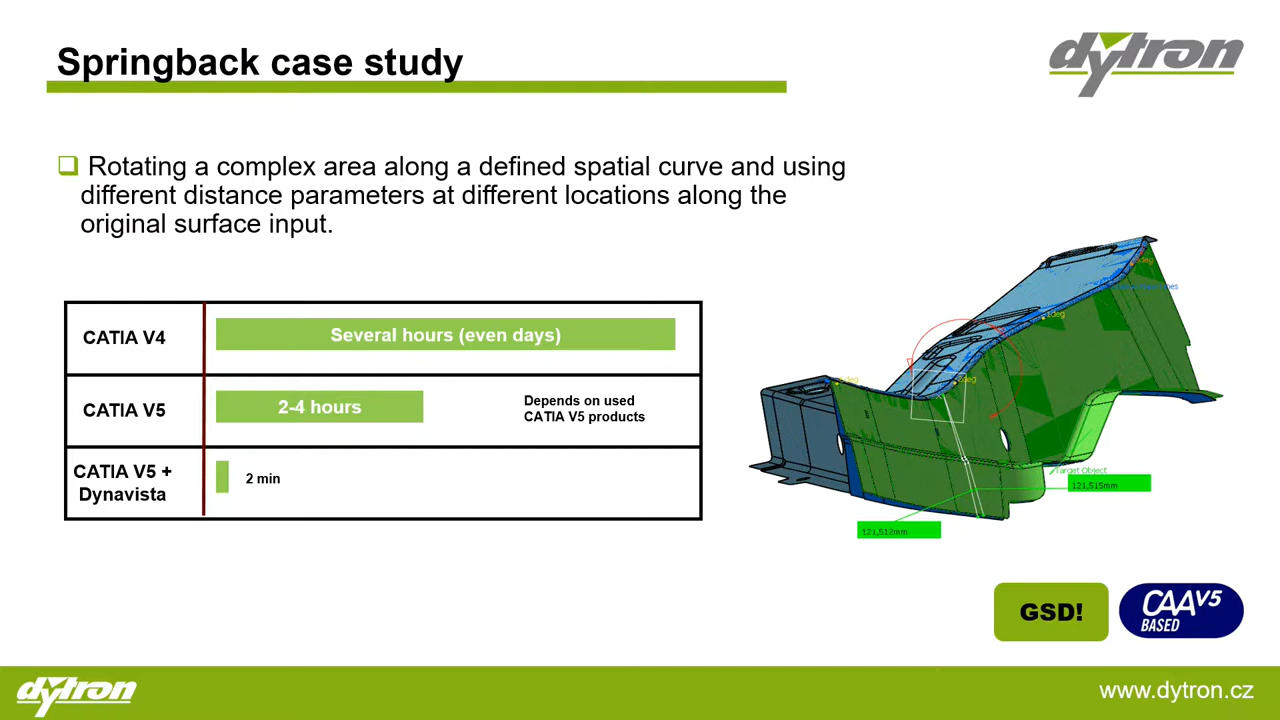 Springback case study
dytron
Rotating a complex area along a defined spatial curve and using
different distance parameters at different locations along the
original surface input.
CATIA V4
Several hours (even days)
CATIA V5
2-4 hours
Depends on used
CATIA V5 products
CATIA V5 +
Dynavista
2 min
Target Object
121,515mm
121,512mm
GSD!
CAA V5
BASED
dytron
www.dytron.cz